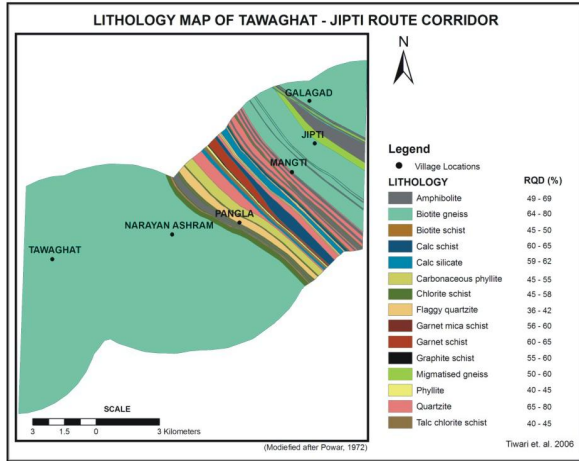 LITHOLOGY MAP OF TAWAGHAT - JIPTI ROUTE CORRIDOR
N
GALAGAD
JIPTI
MANGTI
PANGLA
NARAYAN ASHRAM
TAWAGHAT
SCALE
3 1.5 0 3 Kilometers
(Modiefied after Powar, 1972)
Legend
Village Locations
LITHOLOGY RQD (%)
Amphibolite 49 - 69
Biotite gneiss 64 - 80
Biotite schist 45 - 50
Calc schist 60 - 65
Calc silicate 59 - 62
Carbonaceous phyllite 45 - 55
Chlorite schist 45 - 58
Flaggy quartzite 36 - 42
Garnet mica schist 56 - 60
Garnet schist 60 - 65
Graphite schist 55 - 60
Migmatised gneiss 50 - 60
Phyllite 40 - 45
Quartzite 65 - 80
Talc chlorite schist 40 - 45
Tiwari et. al. 2006